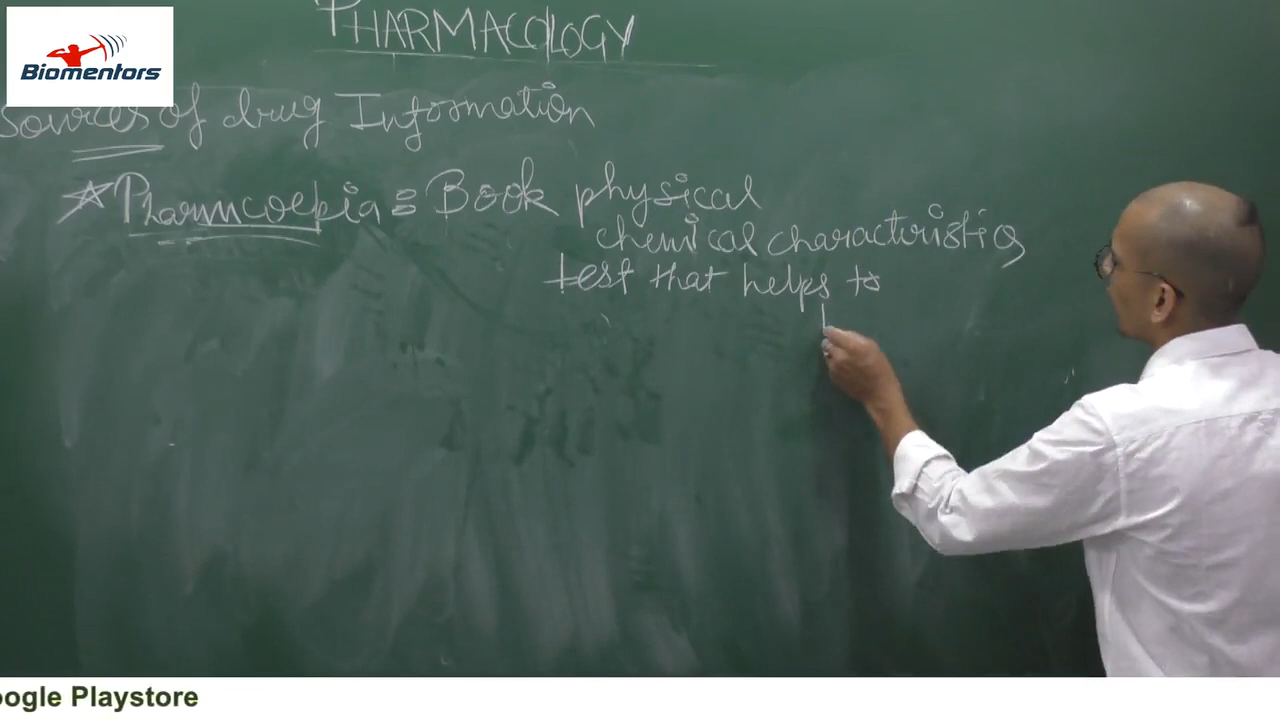 PHARMACOLOGY
Biomentors
Sources of drug Information
Pharmcoepia : Book physical
chemical characteristics
test that helps to
oogle Playstore